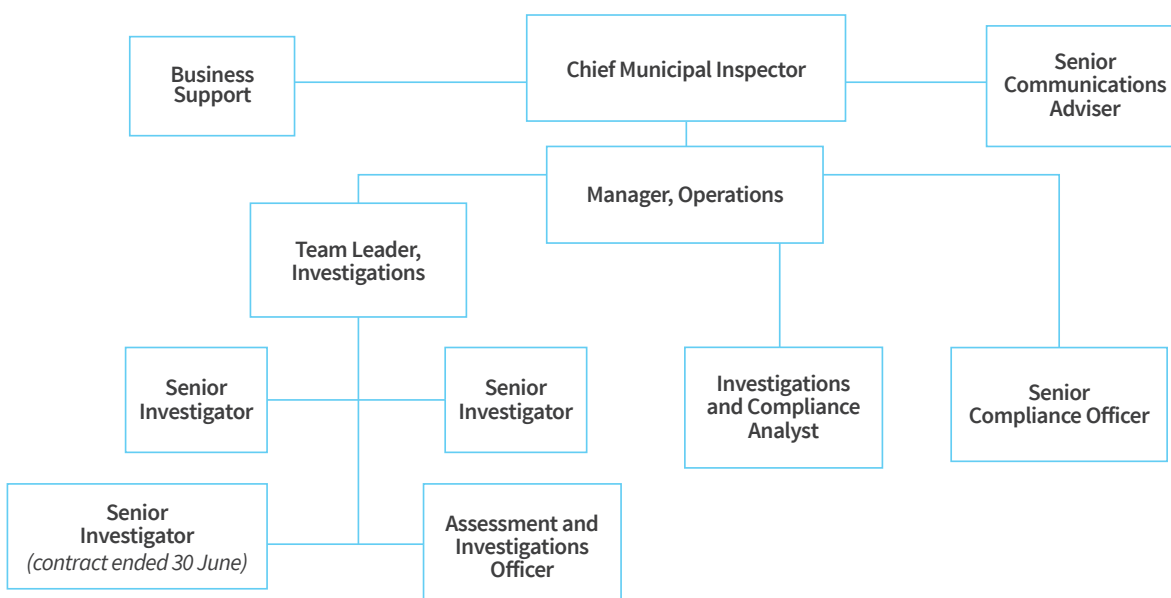 Business
Support
Chief Municipal Inspector
Senior
Communications
Adviser
Manager, Operations
Team Leader,
Investigations
Senior
Investigator
Senior
Investigator
Investigations
and Compliance
Analyst
Senior
Compliance Officer
Senior
Investigator
(contract ended 30 June)
Assessment and
Investigations
Officer